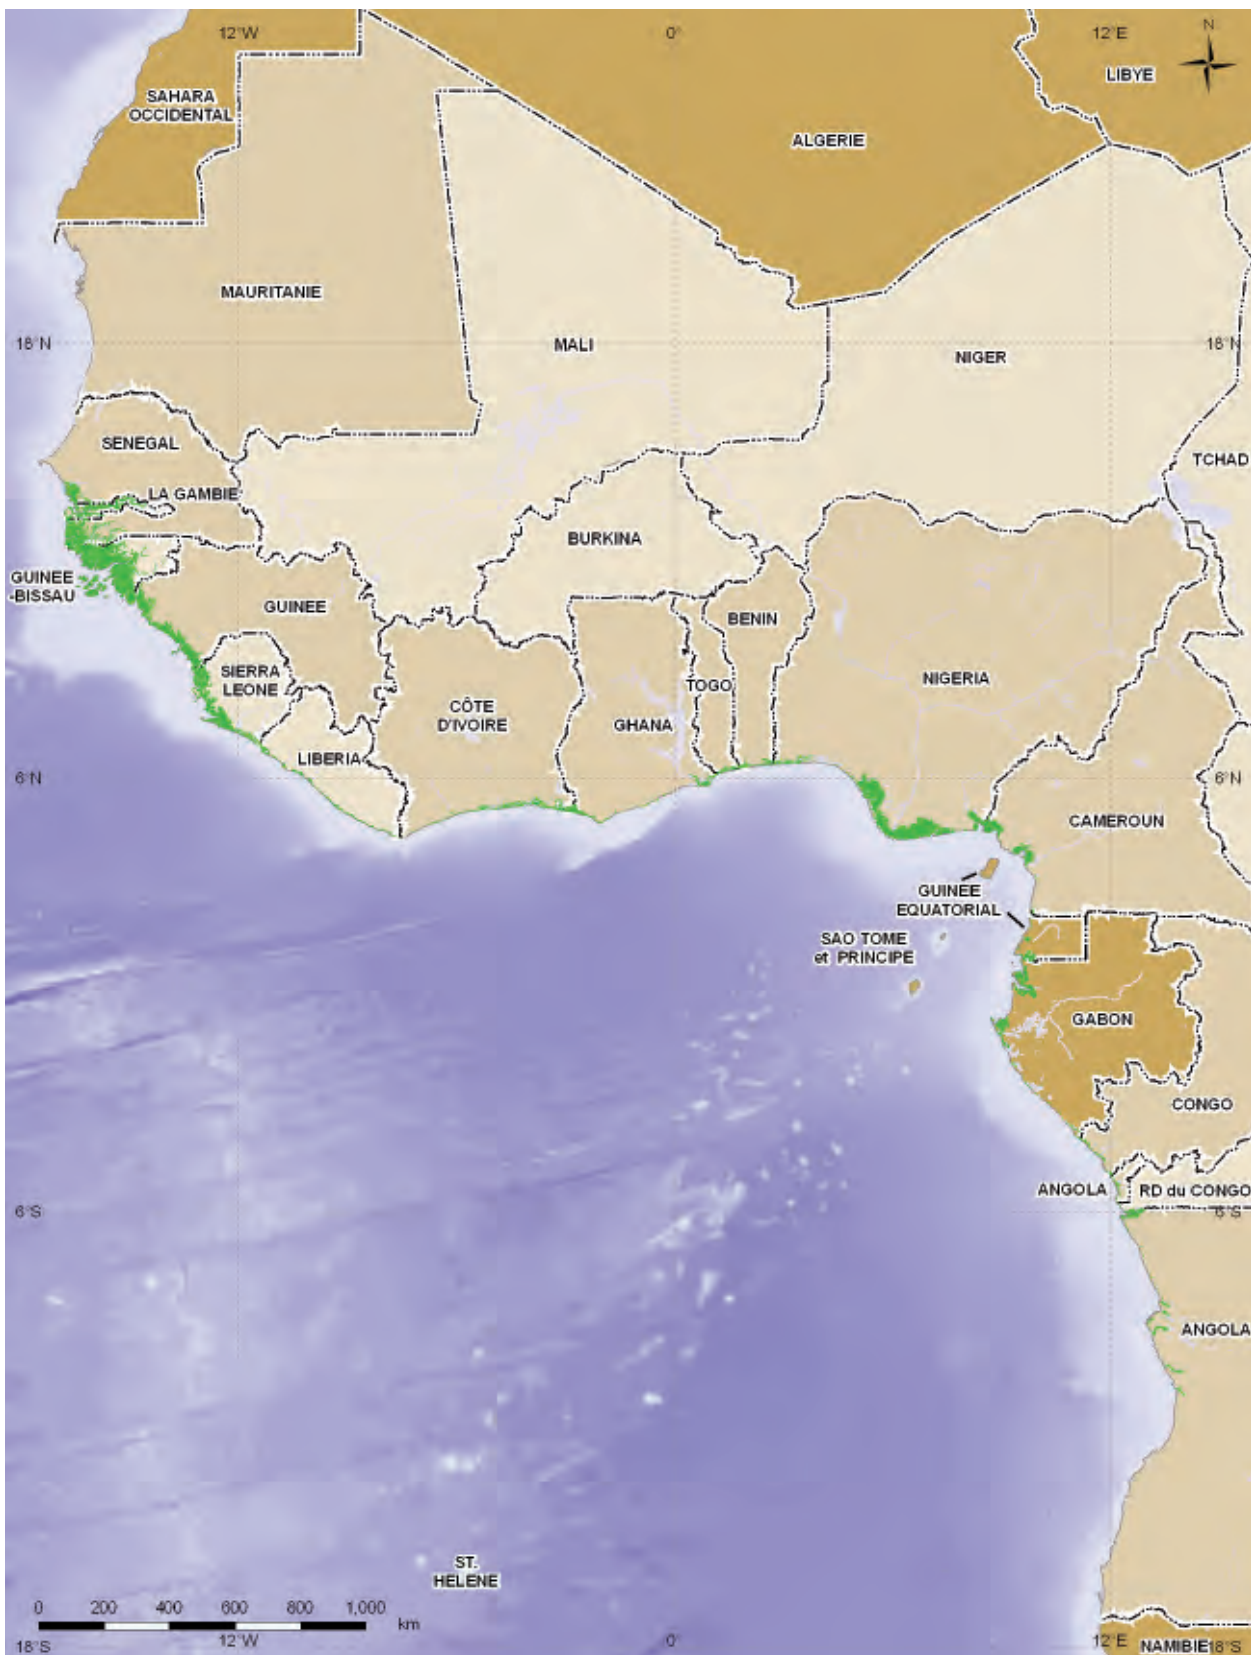 12°W
0°
12°E
N
LIBYE
SAHARA
OCCIDENTAL
ALGERIE
MAURITANIE
18°N
MALI
NIGER
18°N
SENEGAL
TCHAD
LA GAMBIE
BURKINA
GUINEE
-BISSAU
GUINEE
BENIN
SIERRA
LEONE
NIGERIA
TOGO
CÔTE
D'IVOIRE
GHANA
LIBERIA
6°N
6°N
CAMEROUN
GUINEE
EQUATORIAL
SAO TOME
et PRINCIPE
GABON
CONGO
ANGOLA
RD du CONGO
6°S
6°S
ANGOLA
ST.
HELENE
0 200 400 600 800 1,000
km
18°S
12°W
0
12°E
NAMIBIE
18°S